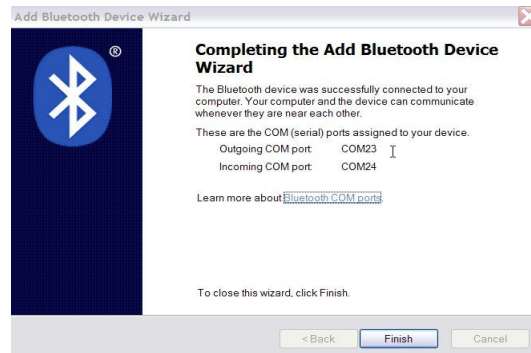 Add Bluetooth Device Wizard
®
Completing the Add Bluetooth Device
Wizard
The Bluetooth device was successfully connected to your
computer. Your computer and the device can communicate
whenever they are near each other.
These are the COM (serial) ports assigned to your device.
Outgoing COM port: COM23
Incoming COM port: COM24
Learn more about Bluetooth COM ports.
To close this wizard, click Finish.
< Back Finish Cancel